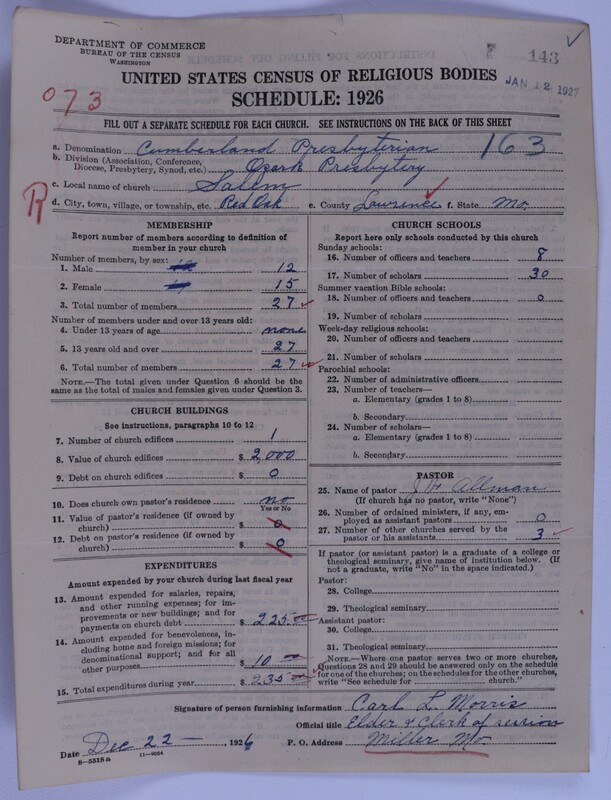 DEPARTMENT OF COMMERCE
BUREAU OF THE CENSUS
WASHINGTON
143
JAN 12 1927
UNITED STATES CENSUS OF RELIGIOUS BODIES
SCHEDULE: 1926
073
FILL OUT A SEPARATE SCHEDULE FOR EACH CHURCH. SEE INSTRUCTIONS ON THE BACK OF THIS SHEET
a. Denomination Cumberland Presbyterian 163
b. Division (Association, Conference, Diocese, Presbytery, Synod, etc.) Ozark Presbytery
c. Local name of church Salem
R
d. City, town, village, or township, etc. Red Oak e. County Lawrence f. State Mo.
MEMBERSHIP
Report number of members according to definition of
member in your church
Number of members, by sex:
1. Male 12
2. Female 15
3. Total number of members 27
Number of members under and over 13 years old:
4. Under 13 years of age none
5. 13 years old and over 27
6. Total number of members 27
NOTE.—The total given under Question 6 should be
same as the total of males and females given under Question 3.
CHURCH BUILDINGS
See instructions, paragraphs 10 to 12
7. Number of church edifices 1
8. Value of church edifices $ 2,000
9. Debt on church edifices $ 0
10. Does church own pastor's residence? no
Yes or No
11. Value of pastor's residence (if owned by
church) $ 0
12. Debt on pastor's residence (if owned by
church) $ 0
EXPENDITURES
Amount expended by your church during last fiscal year
13. Amount expended for salaries, repairs,
and other running expenses; for im-
provements or new buildings; and for
payments on church debt $ 225.00
14. Amount expended for benevolences, in-
cluding home and foreign missions; for
denominational support; and for all
other purposes $ 10 00
15. Total expenditures during year $ 235 00
CHURCH SCHOOLS
Report here only schools conducted by this church
Sunday schools:
16. Number of officers and teachers 8
17. Number of scholars 30
Summer vacation Bible schools:
18. Number of officers and teachers 0
19. Number of scholars
Week-day religious schools:
20. Number of officers and teachers
21. Number of scholars
Parochial schools:
22. Number of administrative officers
23. Number of teachers—
a. Elementary (grades 1 to 8)
b. Secondary
24. Number of scholars—
a. Elementary (grades 1 to 8)
b. Secondary
PASTOR
25. Name of pastor Allman
(If church has no pastor, write "None")
26. Number of ordained ministers, if any, em-
ployed as assistant pastors 0
27. Number of other churches served by the
pastor or his assistants 3
If pastor (or assistant pastor) is a graduate of a college or
theological seminary, give name of institution below. (If
not a graduate, write "No" in the space indicated.)
Pastor:
28. College
29. Theological seminary
Assistant pastor:
30. College
31. Theological seminary
NOTE.—Where one pastor serves two or more churches,
Questions 28 and 29 should be answered only on the schedule
for one of the churches; on the schedules for the other churches,
write "See schedule for church."
Signature of person furnishing information Carl L. Morris
Official title Elder & Clerk of session
Date Dec 22 —, 1926 P. O. Address Miller Mo
8-5518a 11-9064